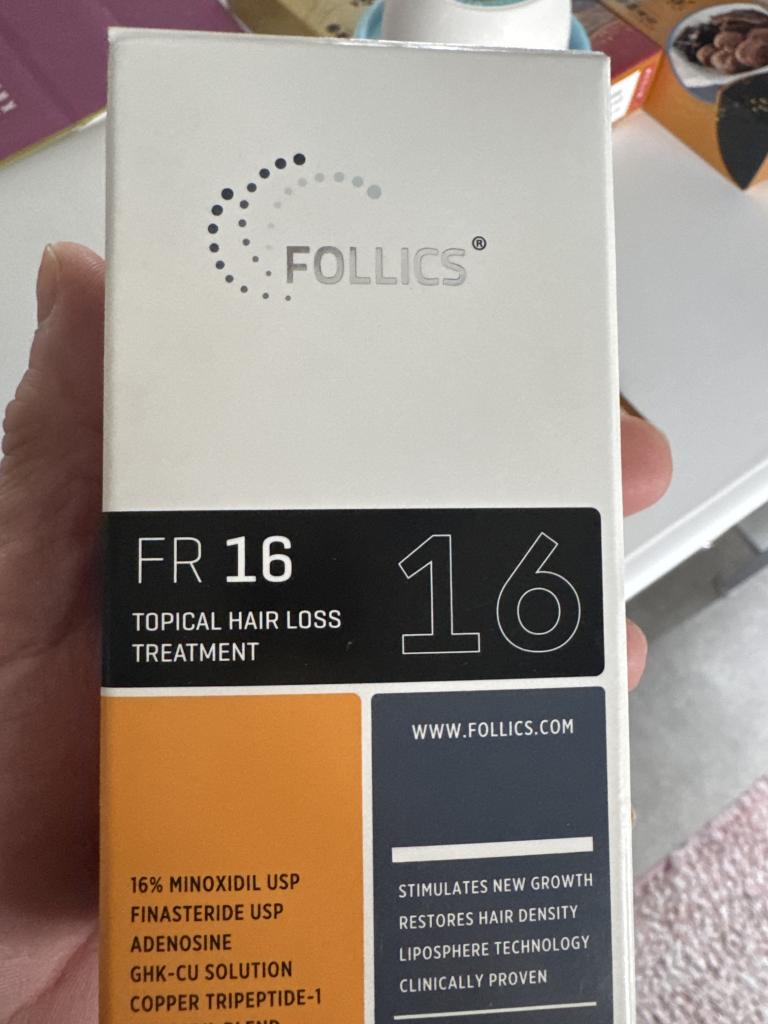 FOLLICS®
FR 16
TOPICAL HAIR LOSS
TREATMENT
16
WWW.FOLLICS.COM
16% MINOXIDIL USP
FINASTERIDE USP
ADENOSINE
GHK-CU SOLUTION
COPPER TRIPEPTIDE-1
STIMULATES NEW GROWTH
RESTORES HAIR DENSITY
LIPOSPHERE TECHNOLOGY
CLINICALLY PROVEN